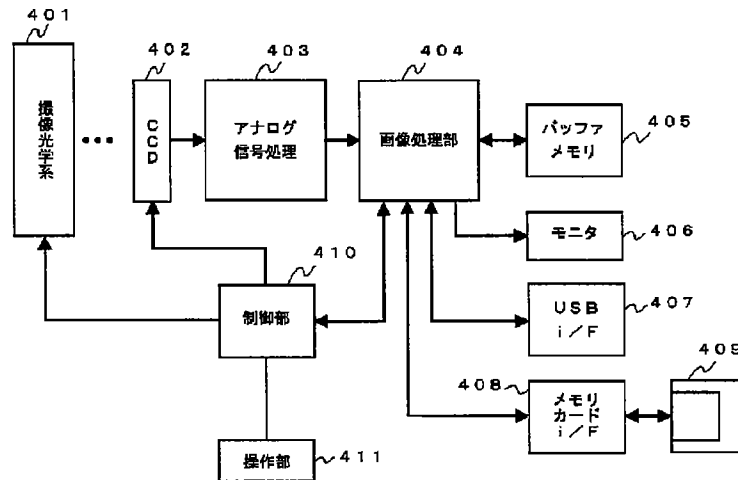 401
402
403
404
撮像光学系
CCD
アナログ
信号処理
画像処理部
バッファ
メモリ
405
モニタ
406
410
制御部
USB
i/F
407
408
メモリ
カード
i/F
409
操作部
411